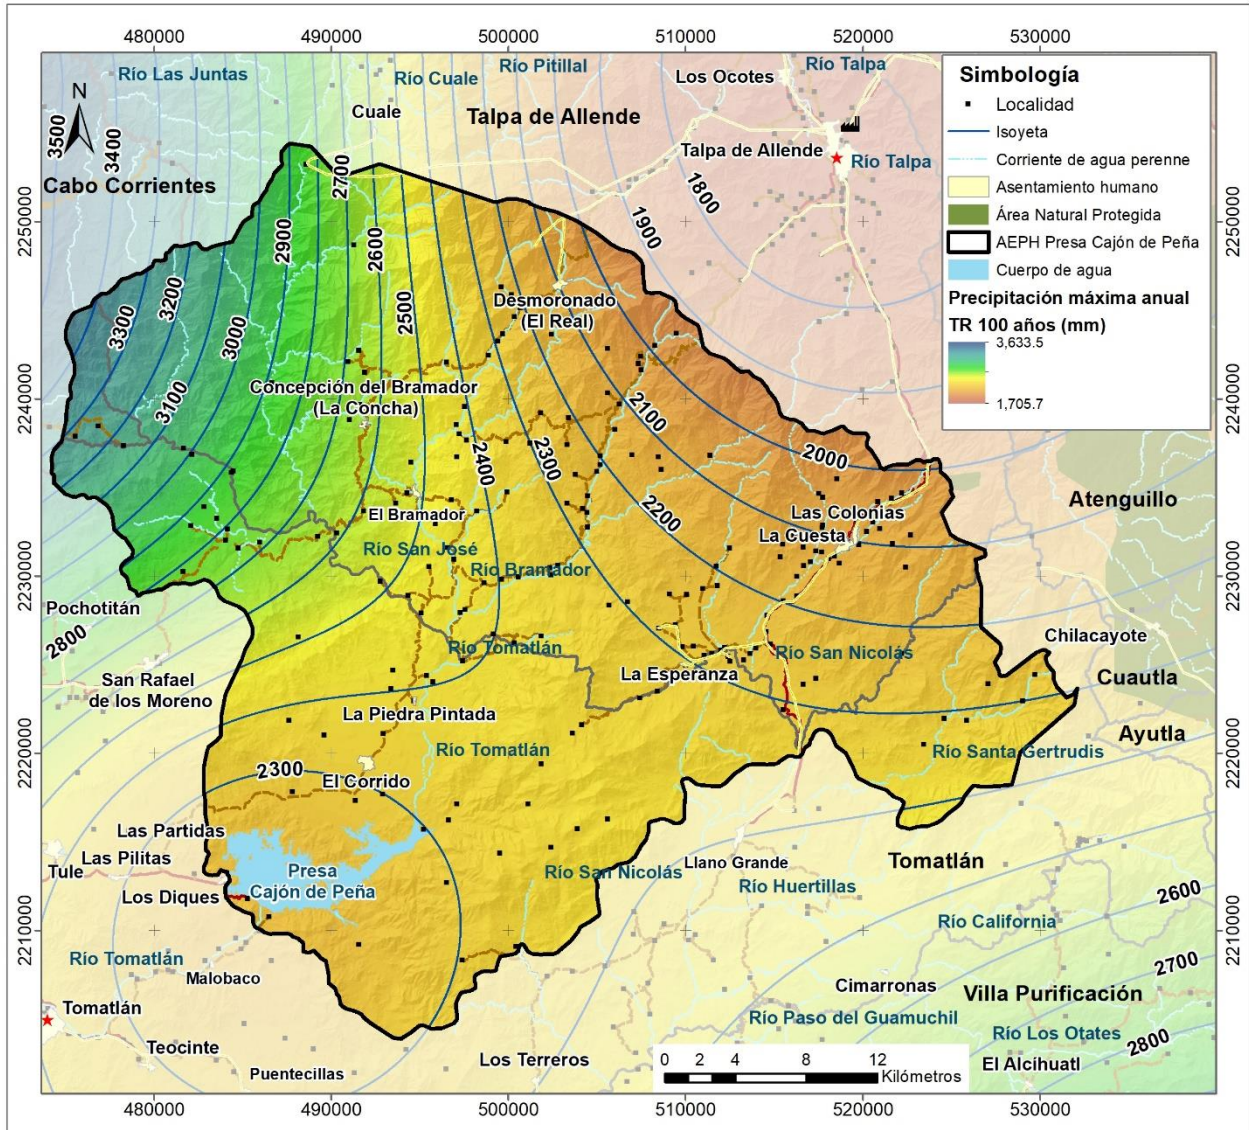 480000
490000
500000
510000
520000
530000
Río Las Juntas
Río Cuale
Río Pitillal
Río Talpa
Los Ocotes
N
3500
3400
Cuale
Talpa de Allende
Talpa de Allende
Río Talpa
Cabo Corrientes
2250000
2250000
2700
1800
1900
2900
2600
3300
3200
3000
2500
3100
Desmoronado
(El Real)
Concepción del Bramador
(La Concha)
2240000
2240000
2100
2400
2300
2000
2200
Simbología
Localidad
Isoyeta
Corriente de agua perenne
Asentamiento humano
Área Natural Protegida
AEPH Presa Cajón de Peña
Cuerpo de agua
Precipitación máxima anual
TR 100 años (mm)
3,633.5
1,705.7
Atenguillo
El Bramador
Las Colonias
La Cuesta
Río San José
Río Bramador
2230000
2230000
Pochotitán
2800
Río Tomatlán
Río San Nicolás
Chilacayote
La Esperanza
Cuautla
San Rafael
de los Moreno
La Piedra Pintada
Ayutla
2220000
2220000
Río Tomatlán
Río Santa Gertrudis
2300
El Corrido
Las Partidas
Las Pilitas
Tule
Presa
Cajón de Peña
Los Diques
Río San Nicolás
Llano Grande
Tomatlán
Río Huertillas
2600
2210000
2210000
Río California
Río Tomatlán
Malobaco
2700
Cimarronas
Villa Purificación
Tomatlán
Río Paso del Guamuchil
Río Los Otates
2800
Teocinte
Los Terreros
El Alcihuatl
Puentecillas
0 2 4 8 12
Kilómetros
480000
490000
500000
510000
520000
530000